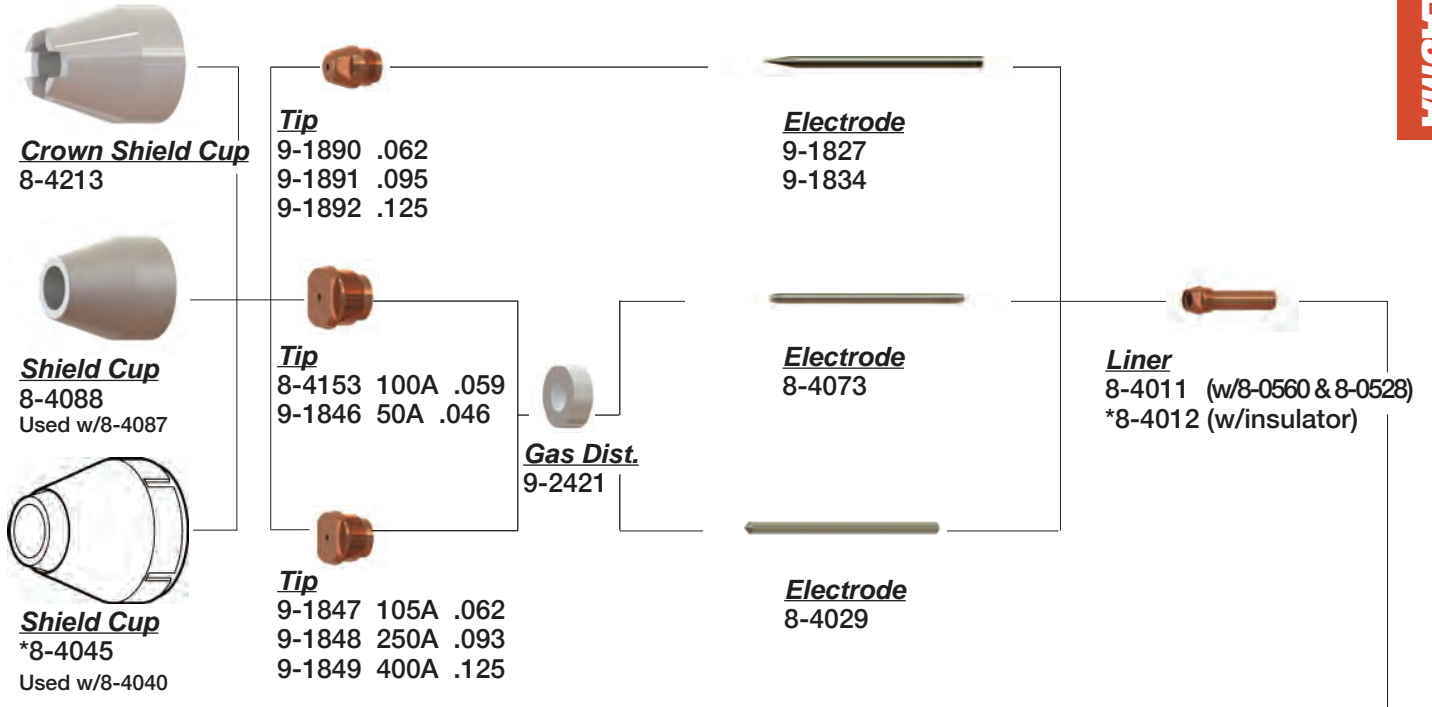 Crown Shield Cup
8-4213
Tip
9-1890 .062
9-1891 .095
9-1892 .125
Electrode
9-1827
9-1834
Shield Cup
8-4088
Used w/8-4087
Tip
8-4153 100A .059
9-1846 50A .046
Gas Dist.
9-2421
Electrode
8-4073
Liner
8-4011 (w/8-0560 & 8-0528)
*8-4012 (w/insulator)
Shield Cup
*8-4045
Used w/8-4040
Tip
9-1847 105A .062
9-1848 250A .093
9-1849 400A .125
Electrode
8-4029